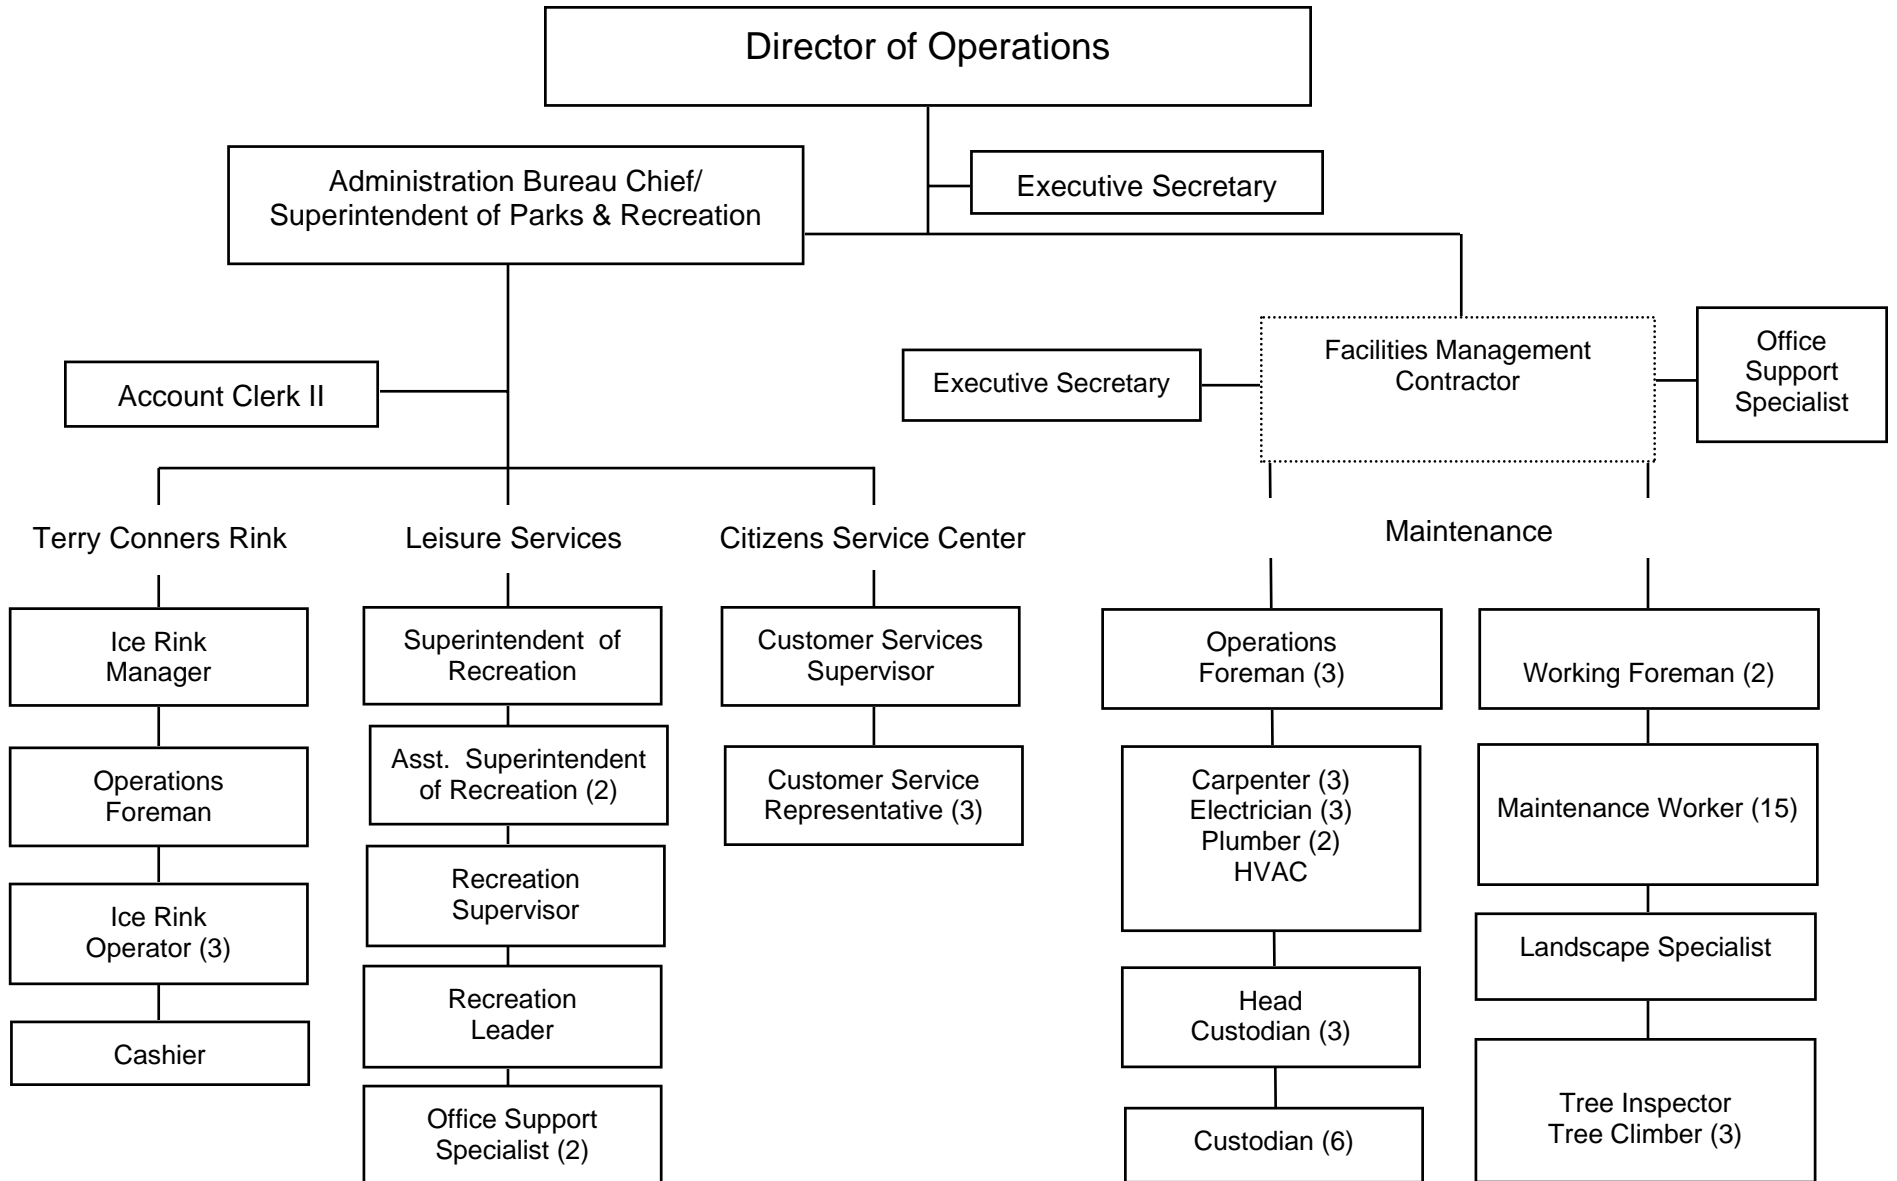 Director of Operations
Administration Bureau Chief/
Superintendent of Parks & Recreation
Executive Secretary
Account Clerk II
Executive Secretary
Facilities Management
Contractor
Office
Support
Specialist
Terry Conners Rink
Leisure Services
Citizens Service Center
Maintenance
Ice Rink
Manager
Operations
Foreman
Ice Rink
Operator (3)
Cashier
Superintendent of
Recreation
Asst. Superintendent
of Recreation (2)
Recreation
Supervisor
Recreation
Leader
Office Support
Specialist (2)
Customer Services
Supervisor
Customer Service
Representative (3)
Operations
Foreman (3)
Carpenter (3)
Electrician (3)
Plumber (2)
HVAC
Head
Custodian (3)
Custodian (6)
Working Foreman (2)
Maintenance Worker (15)
Landscape Specialist
Tree Inspector
Tree Climber (3)